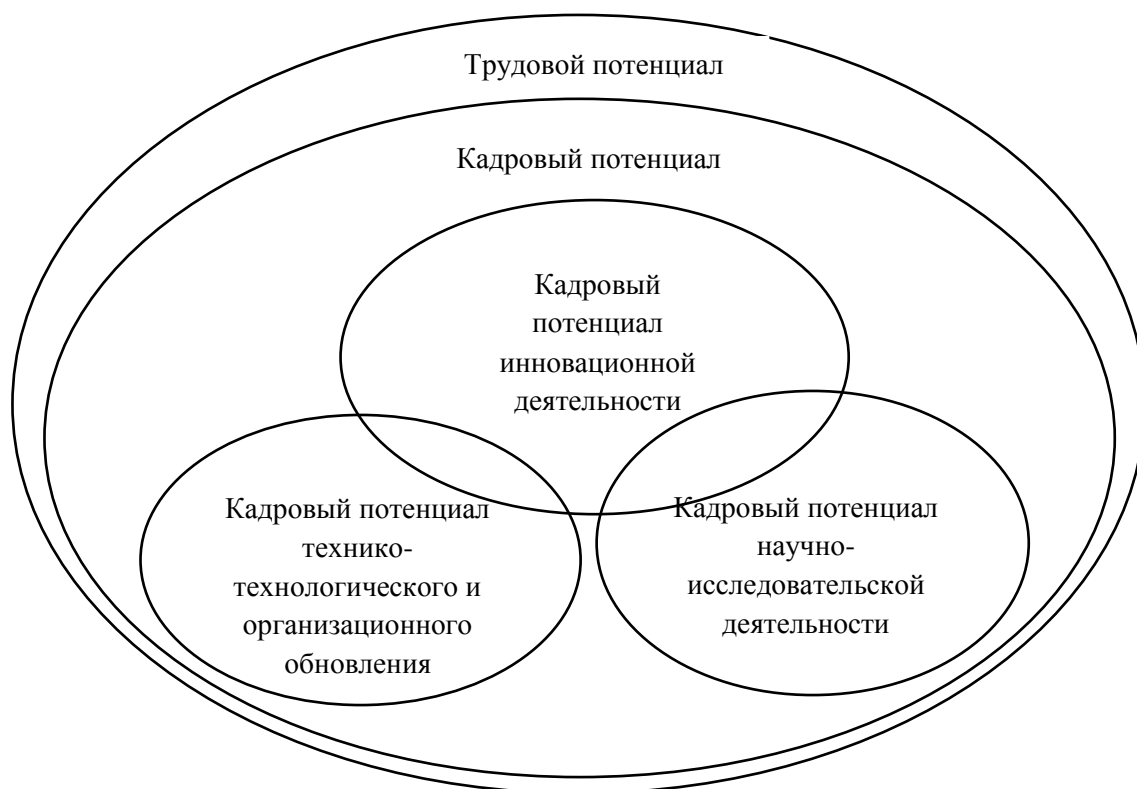 Трудовой потенциал
Кадровый потенциал
Кадровый
потенциал
инновационной
деятельности
Кадровый потенциал
технико-
технологического и
организационного
обновления
Кадровый потенциал
научно-
исследовательской
деятельности